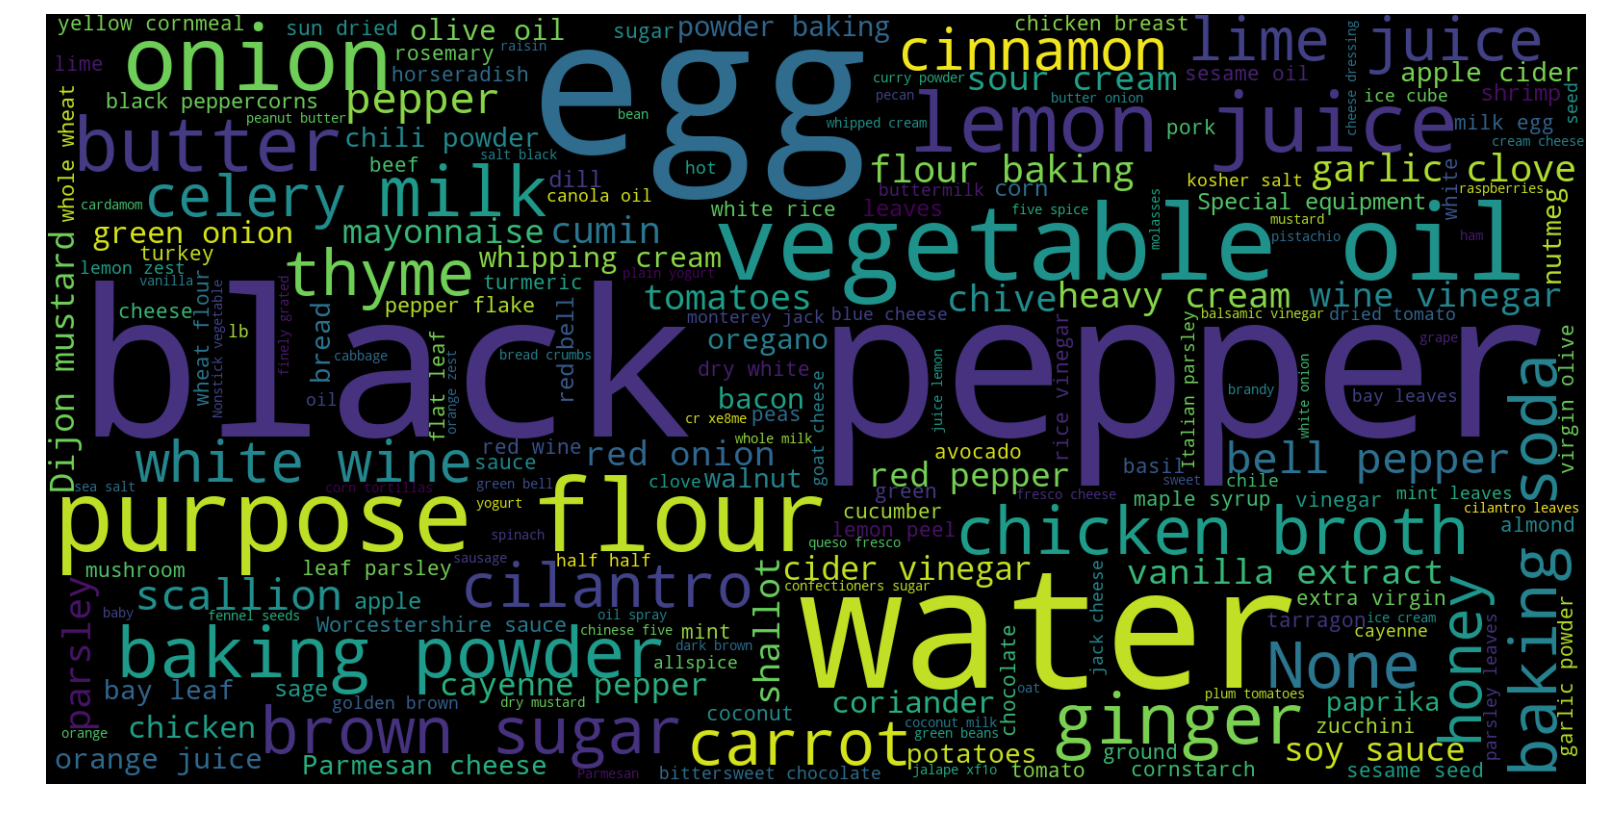 yellow cornmeal
sun dried
olive oil
sugar
powder baking
chicken breast
lime juice
onion
egg
cinnamon
rosemary
raisin
lime
horseradish
curry powder
sour cream
sesame oil
cheese dressing
apple cider
black peppercorns
pepper
pecan
butter onion
ice cube
shrimp
seed
peanut butter
bean
lemon juice
whole wheat
butter
chili powder
whipped cream
pork
milk egg
salt black
cream cheese
beef
hot
flour baking
garlic clove
white
celery
milk
dill
canola oil
buttermilk
corn
kosher salt
raspberries
cardamom
white rice
leaves
five spice
molasses
Special equipment
nutmeg
green onion
mayonnaise
cumin
vegetable oil
mustard
pistachio
ham
turkey
whipping cream
Dijon mustard
lemon zest
thyme
vanilla
turmeric
plain yogurt
wheat flour
Nonstick vegetable
finely grated
tomatoes
chive
heavy cream
wine vinegar
cheese
pepper flake
monterey jack
blue cheese
balsamic vinegar
dried tomato
black pepper
lb
bread
cabbage
flat leaf
orange zest
bread crumbs
red bell
oregano
juice lemon
rice vinegar
Italian parsley
white onion
grape
virgin olive
oil
dry white
goat cheese
brandy
bay leaves
bacon
peas
cr xe8me
soda
white wine
red wine
red onion
whole milk
avocado
basil
bell pepper
sauce
clove
walnut
red pepper
sweet
chile
sea salt
corn tortillas
green bell
green
fresco cheese
maple syrup
vinegar
mint leaves
purpose flour
yogurt
cucumber
cilantro leaves
spinach
lemon peel
chicken broth
almond
queso fresco
mushroom
leaf parsley
sausage
half half
shallot
cider vinegar
jack cheese
vanilla extract
honey
baking
parsley
scallion
apple
cilantro
confectioners sugar
water
extra virgin
baby
fennel seeds
Worcestershire sauce
oil spray
chinese five
mint
tarragon
ice cream
cayenne
parsley leaves
garlic powder
baking powder
dark brown
allspice
chocolate
None
bay leaf
sage
cayenne pepper
oat
golden brown
dry mustard
coriander
plum tomatoes
paprika
orange
chicken
brown sugar
coconut
carrot
coconut milk
green beans
ginger
zucchini
orange juice
Parmesan cheese
Parmesan
bittersweet chocolate
potatoes
jalape xf1o
tomato
ground
cornstarch
soy sauce
sesame seed